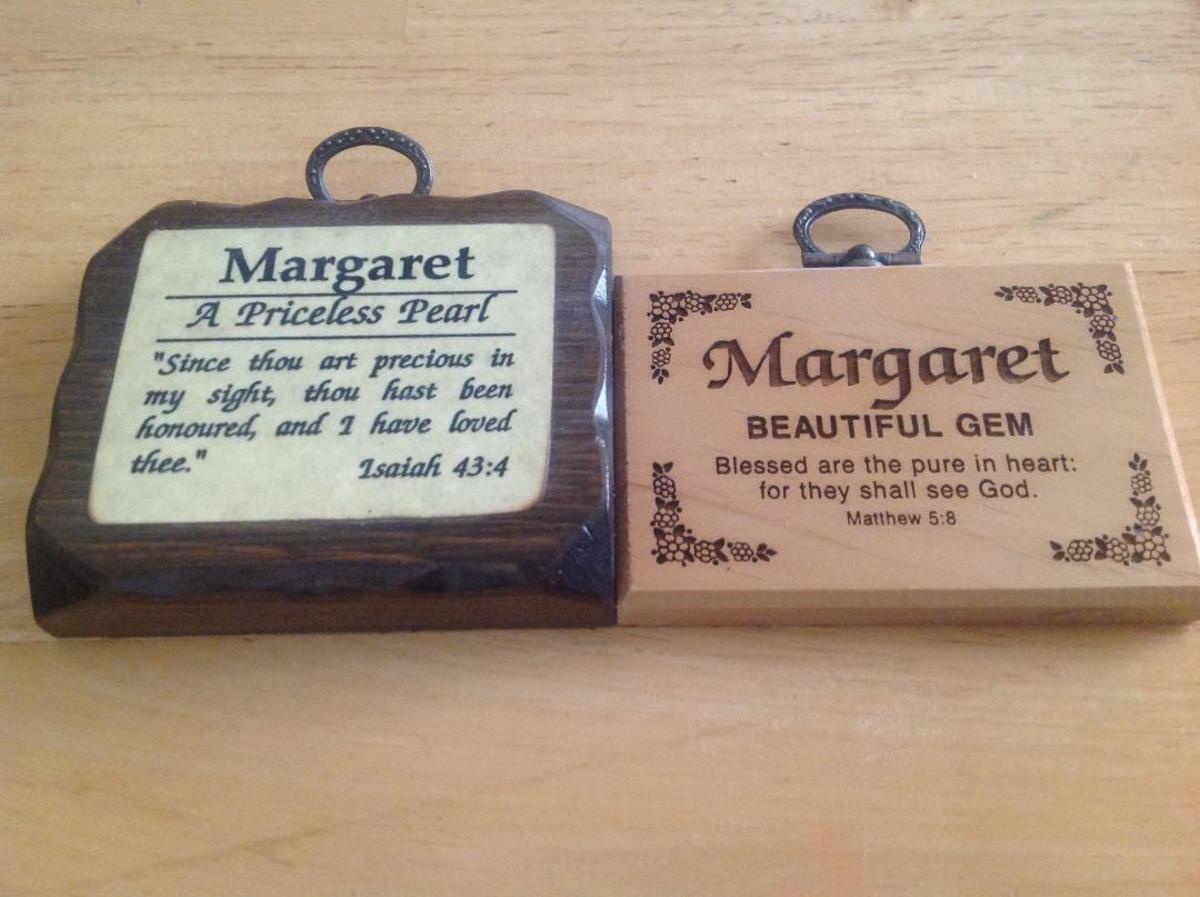 Margaret
A Priceless Pearl
"Since thou art precious in
my sight, thou hast been
honoured, and I have loved
thee." Isaiah 43:4
Margaret
BEAUTIFUL GEM
Blessed are the pure in heart:
for they shall see God.
Matthew 5:8